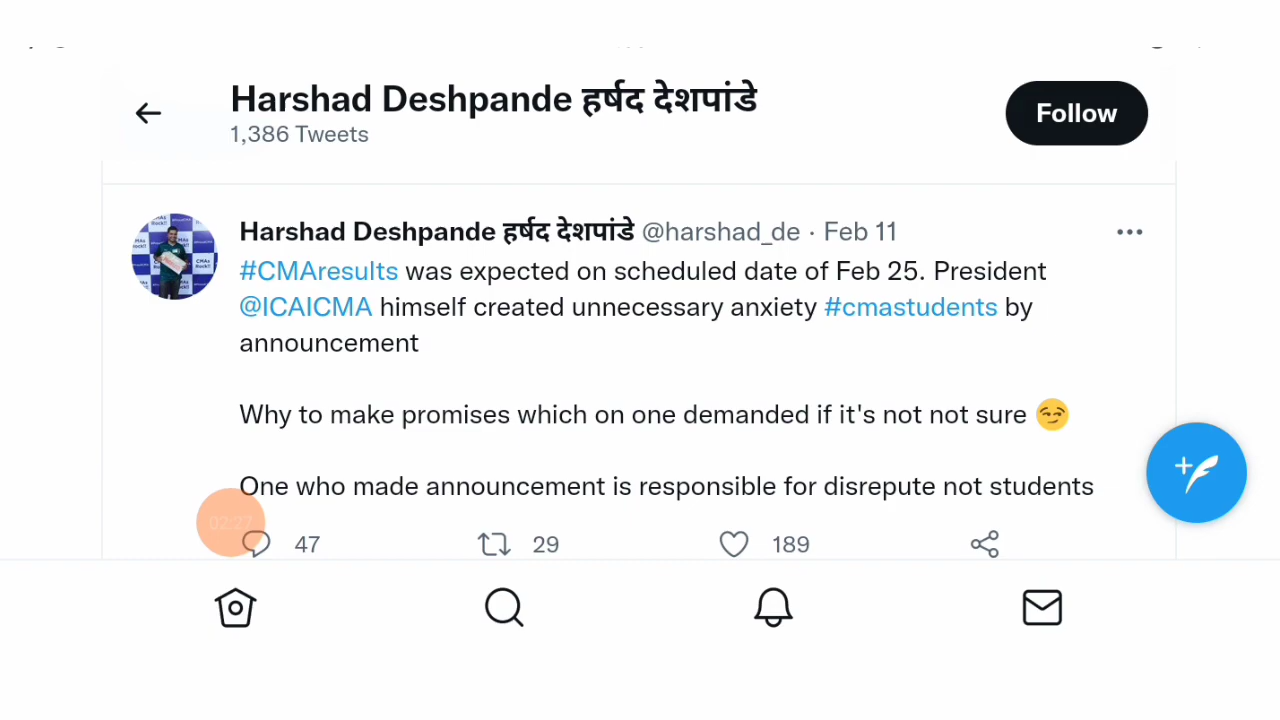 Harshad Deshpande हर्षद देशपांडे
1,386 Tweets
Follow
Harshad Deshpande हर्षद देशपांडे @harshad_de · Feb 11
#CMAresults was expected on scheduled date of Feb 25. President
@ICAICMA himself created unnecessary anxiety #cmastudents by
announcement
Why to make promises which on one demanded if it's not not sure 😏
One who made announcement is responsible for disrepute not students
02:27
47 29 189